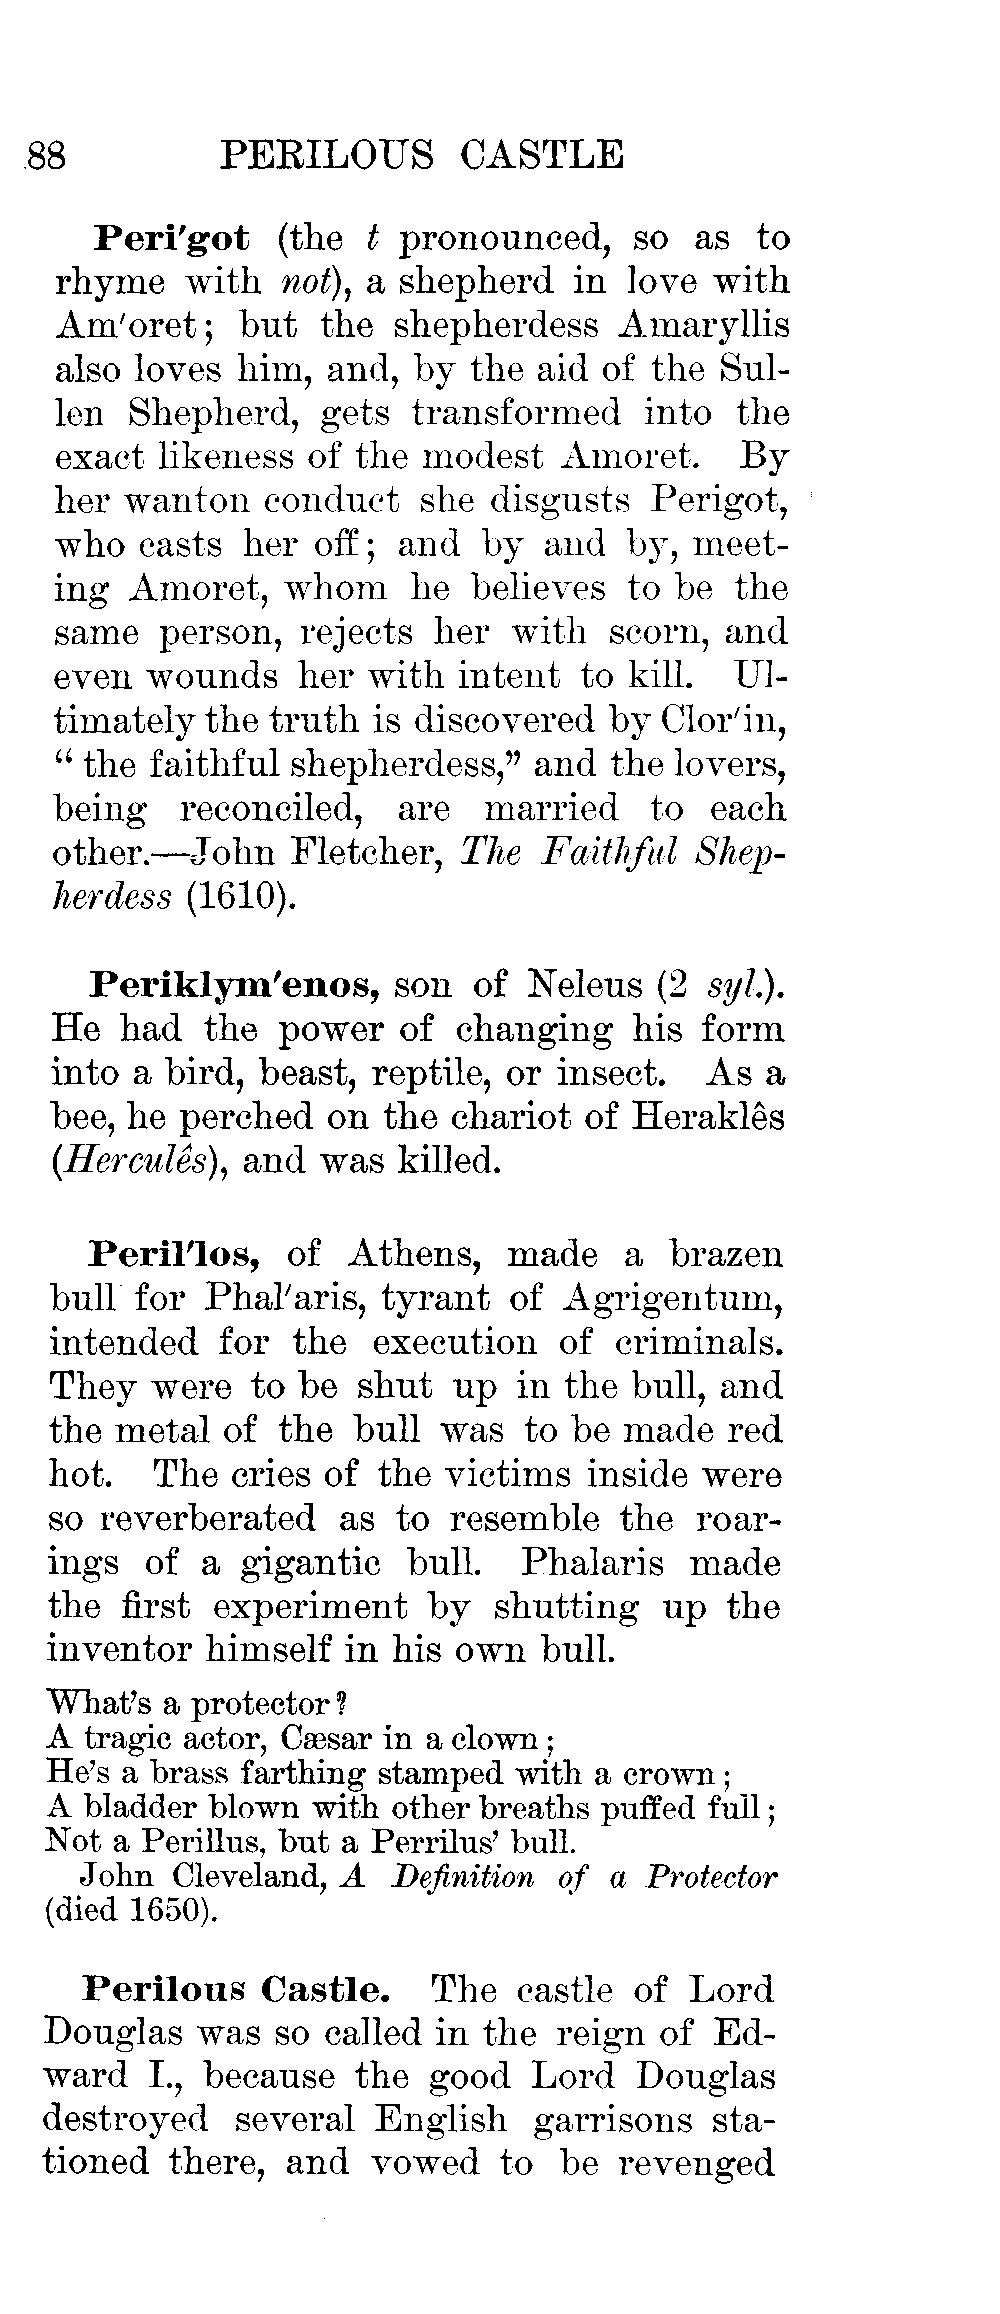 88 PERILOUS CASTLE
Peri'got (the t pronounced, so as to
rhyme with not), a shepherd in love with
Am'oret; but the shepherdess Amaryllis
also loves him, and, by the aid of the Sul-
len Shepherd, gets transformed into the
exact likeness of the modest Amoret. By
her wanton conduct she disgusts Perigot,
who casts her off; and by and by, meet-
ing Amoret, whom he believes to be the
same person, rejects her with scorn, and
even wounds her with intent to kill. Ul-
timately the truth is discovered by Clor'in,
“ the faithful shepherdess,” and the lovers,
being reconciled, are married to each
other.—John Fletcher, The Faithful Shep-
herdess (1610).
Periklym'enos, son of Neleus (2 syl.).
He had the power of changing his form
into a bird, beast, reptile, or insect. As a
bee, he perched on the chariot of Heraklês
(Herculês), and was killed.
Peril'los, of Athens, made a brazen
bull for Phal'aris, tyrant of Agrigentum,
intended for the execution of criminals.
They were to be shut up in the bull, and
the metal of the bull was to be made red
hot. The cries of the victims inside were
so reverberated as to resemble the roar-
ings of a gigantic bull. Phalaris made
the first experiment by shutting up the
inventor himself in his own bull.
What's a protector?
A tragic actor, Cæsar in a clown;
He's a brass farthing stamped with a crown;
A bladder blown with other breaths puffed full;
Not a Perillus, but a Perrilus' bull.
John Cleveland, A Definition of a Protector
(died 1650).
Perilous Castle. The castle of Lord
Douglas was so called in the reign of Ed-
ward I., because the good Lord Douglas
destroyed several English garrisons sta-
tioned there, and vowed to be revenged